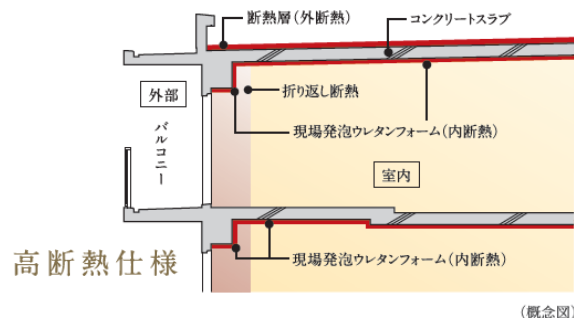 断熱層(外断熱)
コンクリートスラブ
外部
折り返し断熱
バルコニー
現場発泡ウレタンフォーム(内断熱)
室内
高断熱仕様
現場発泡ウレタンフォーム(内断熱)
(概念図)